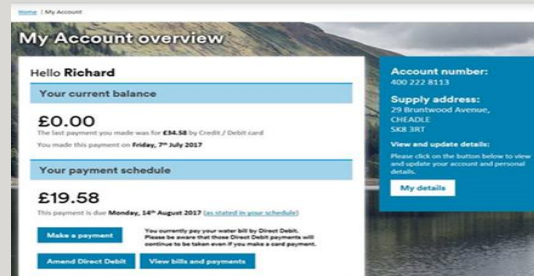 Home | My Account
My Account overview
Hello Richard
Your current balance
£0.00
The last payment you made was for £34.58 by Credit / Debit card
You made this payment on Friday, 7th July 2017
Your payment schedule
£19.58
This payment is due Monday, 14th August 2017 (as stated in your schedule)
Make a payment
You currently pay your water bill by Direct Debit.
Please be aware that those Direct Debit payments will
continue to be taken even if you make a card payment.
Amend Direct Debit
View bills and payments
Account number:
400 222 8113
Supply address:
29 Bruntwood Avenue,
CHEADLE
SK8 3RT
View and update details:
Please click on the button below to view
and update your account and personal
details.
My details